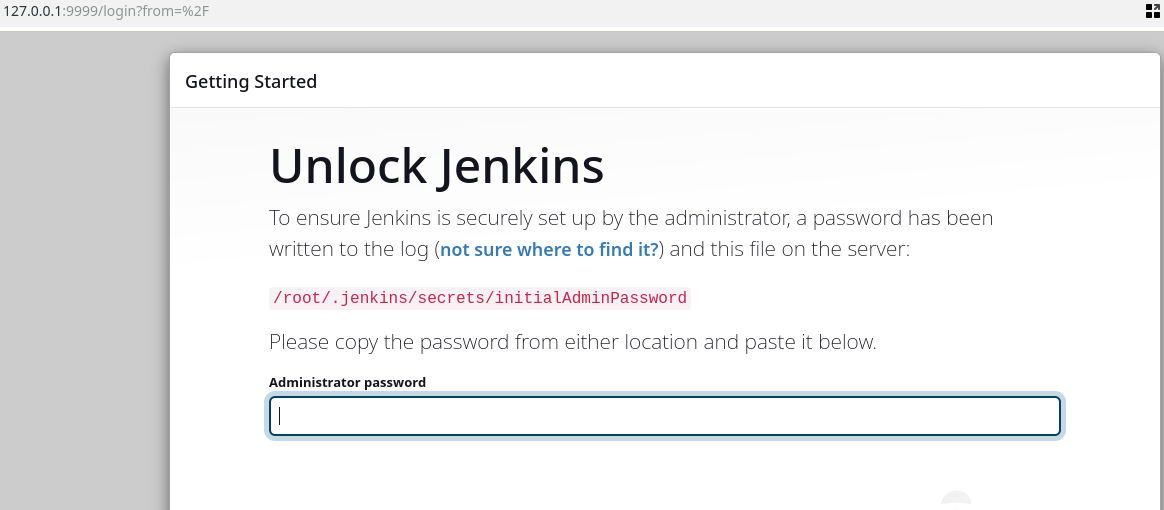 127.0.0.1:9999/login?from=%2F
Getting Started
Unlock Jenkins
To ensure Jenkins is securely set up by the administrator, a password has been
written to the log (not sure where to find it?) and this file on the server:
/root/.jenkins/secrets/initialAdminPassword
Please copy the password from either location and paste it below.
Administrator password